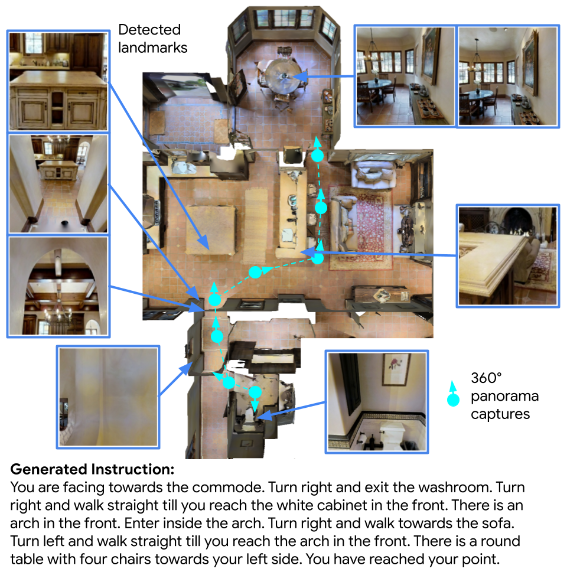 Detected
landmarks
360°
panorama
captures
Generated Instruction:
You are facing towards the commode. Turn right and exit the washroom. Turn
right and walk straight till you reach the white cabinet in the front. There is an
arch in the front. Enter inside the arch. Turn right and walk towards the sofa.
Turn left and walk straight till you reach the arch in the front. There is a round
table with four chairs towards your left side. You have reached your point.